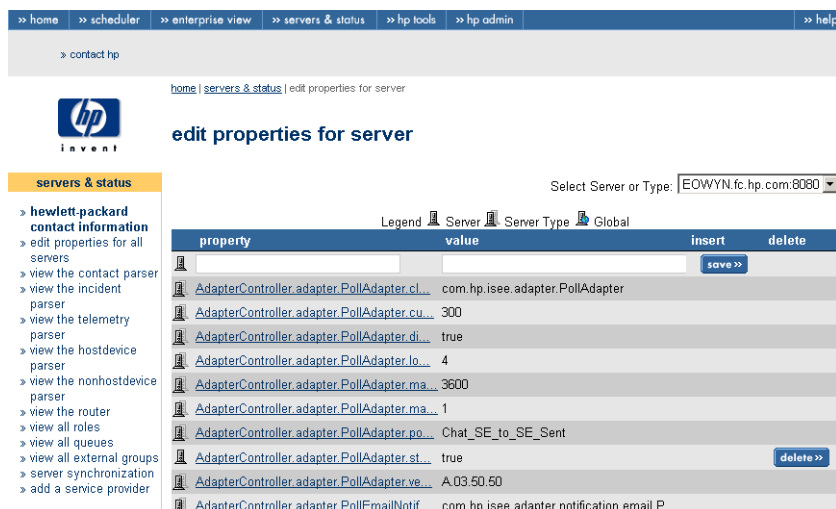 » home » scheduler » enterprise view » servers & status » hp tools » hp admin » help
» contact hp
home | servers & status | edit properties for server
hp
invent
edit properties for server
servers & status
Select Server or Type: EOWYN.fc.hp.com:8080
» hewlett-packard
contact information
» edit properties for all
servers
» view the contact parser
» view the incident
parser
» view the telemetry
parser
» view the hostdevice
parser
» view the nonhostdevice
parser
» view the router
» view all roles
» view all queues
» view all external groups
» server synchronization
» add a service provider
Legend Server Server Type Global
property value insert delete
save »
AdapterController.adapter.PollAdapter.cl... com.hp.isee.adapter.PollAdapter
AdapterController.adapter.PollAdapter.cu... 300
AdapterController.adapter.PollAdapter.di... true
AdapterController.adapter.PollAdapter.lo... 4
AdapterController.adapter.PollAdapter.ma... 3600
AdapterController.adapter.PollAdapter.ma... 1
AdapterController.adapter.PollAdapter.po... Chat_SE_to_SE_Sent
AdapterController.adapter.PollAdapter.st... true delete »
AdapterController.adapter.PollAdapter.ve... A.03.50.50
AdapterController.adapter.PollEmailNotif... com.hp.isee.adapter.notification.email.P...